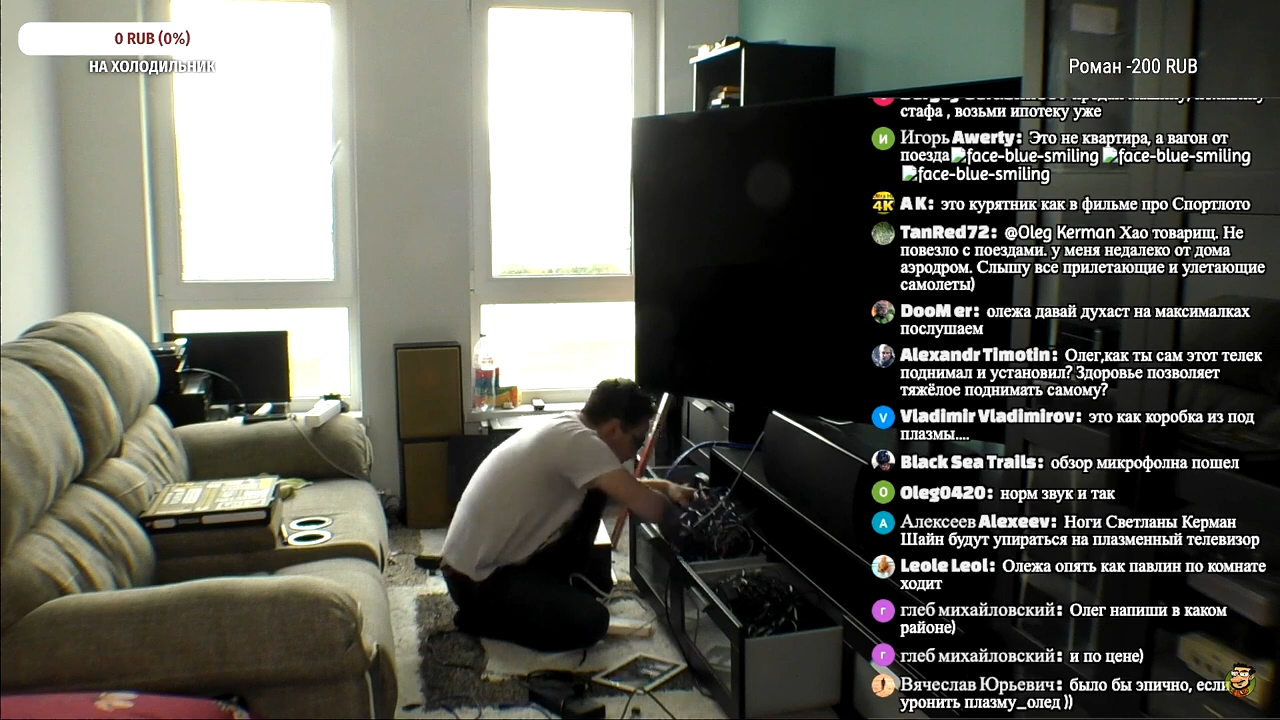 0 RUB (0%)
НА ХОЛОДИЛЬНИК
Роман -200 RUB
стафа , возьми ипотеку уже
Игорь Awerty: Это не квартира, а вагон от
поезда face-blue-smiling face-blue-smiling
face-blue-smiling
4K A K: это курятник как в фильме про Спортлото
TanRed72: @Oleg Kerman Хао товарищ. Не
повезло с поездами. у меня недалеко от дома
аэродром. Слышу все прилетающие и улетающие
самолеты)
DooM er: олежа давай духаст на максималках
послушаем
Alexandr Timotin: Олег,как ты сам этот телек
поднимал и установил? Здоровье позволяет
тяжёлое поднимать самому?
V Vladimir Vladimirov: это как коробка из под
плазмы....
Black Sea Trails: обзор микрофолна пошел
O Oleg0420: норм звук и так
A Алексеев Alexeev: Ноги Светланы Керман
Шайн будут упираться на плазменный телевизор
Leole Leol: Олежа опять как павлин по комнате
ходит
г глеб михайловский: Олег напиши в каком
районе)
г глеб михайловский: и по цене)
Вячеслав Юрьевич: было бы эпично, если
уронить плазму_олед ))